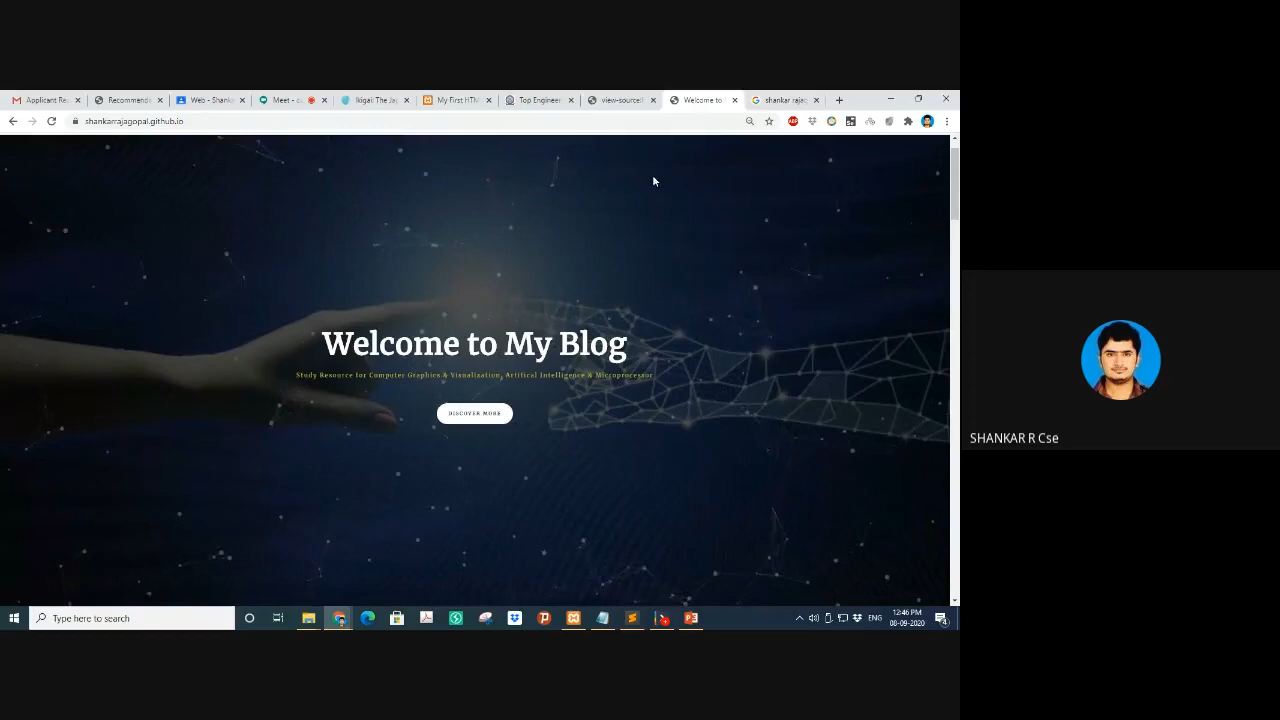 Applicant Re
Recommend
Web - Shank
Meet - c
Ikigai: The Ja
My First HTM
Top Engineer
view-source:
Welcome to
shankar rajag
shankarrajagopal.github.io
Welcome to My Blog
Study Resource for Computer Graphics & Visualization, Artifical Intelligence & Microprocessor
DISCOVER MORE
SHANKAR R Cse
Type here to search
ENG
12:46 PM
08-09-2020